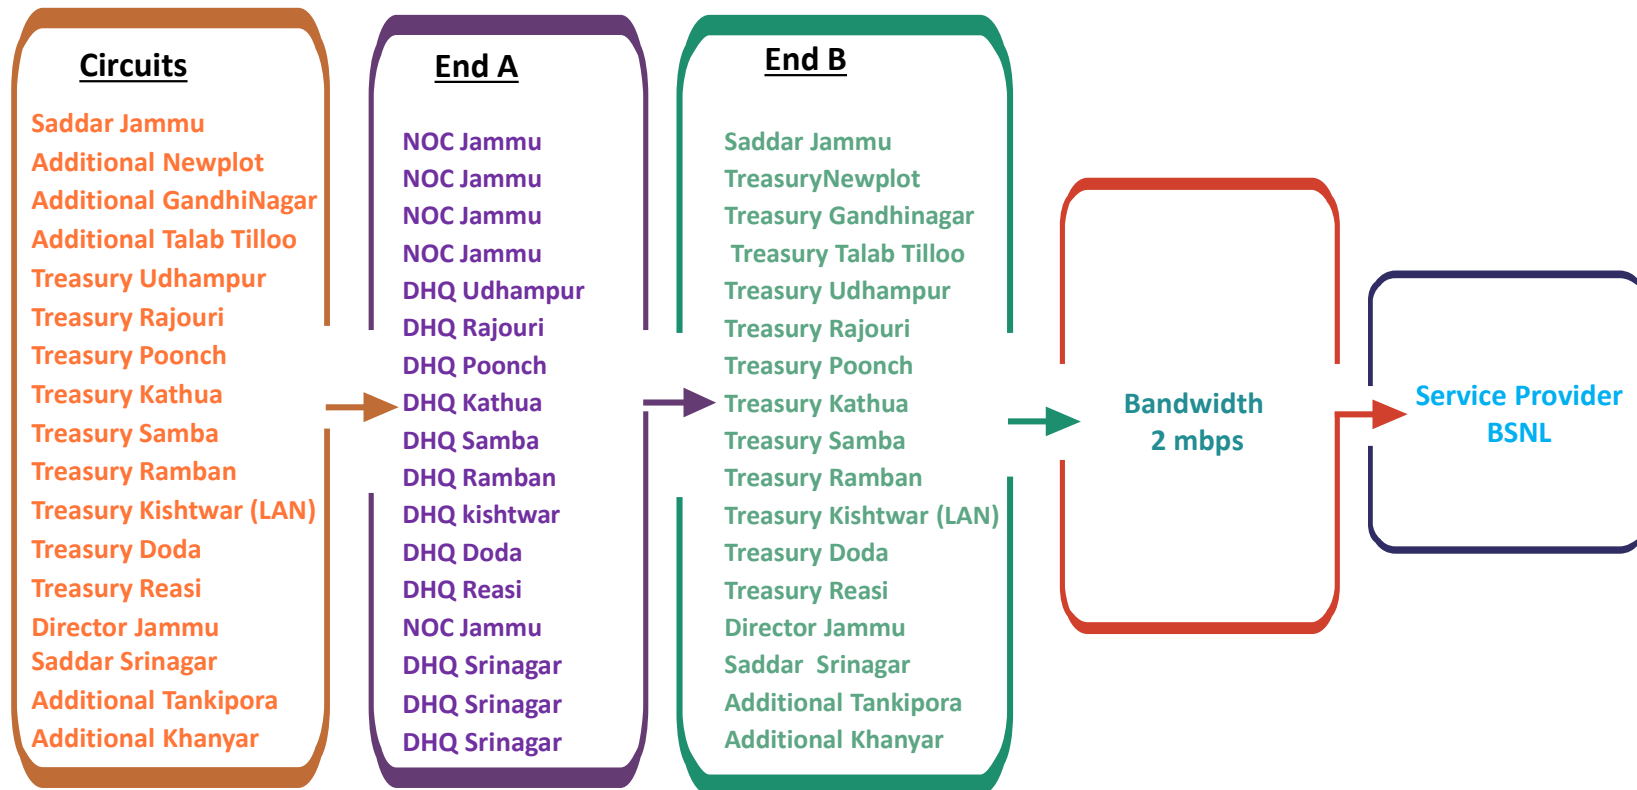 Circuits
Saddar Jammu
Additional Newplot
Additional GandhiNagar
Additional Talab Tilloo
Treasury Udhampur
Treasury Rajouri
Treasury Poonch
Treasury Kathua
Treasury Samba
Treasury Ramban
Treasury Kishtwar (LAN)
Treasury Doda
Treasury Reasi
Director Jammu
Saddar Srinagar
Additional Tankipora
Additional Khanyar
End A
NOC Jammu
NOC Jammu
NOC Jammu
NOC Jammu
DHQ Udhampur
DHQ Rajouri
DHQ Poonch
DHQ Kathua
DHQ Samba
DHQ Ramban
DHQ kishtwar
DHQ Doda
DHQ Reasi
NOC Jammu
DHQ Srinagar
DHQ Srinagar
DHQ Srinagar
End B
Saddar Jammu
TreasuryNewplot
Treasury Gandhinagar
Treasury Talab Tilloo
Treasury Udhampur
Treasury Rajouri
Treasury Poonch
Treasury Kathua
Treasury Samba
Treasury Ramban
Treasury Kishtwar (LAN)
Treasury Doda
Treasury Reasi
Director Jammu
Saddar  Srinagar
Additional Tankipora
Additional Khanyar
Bandwidth
2 mbps
Service Provider
BSNL